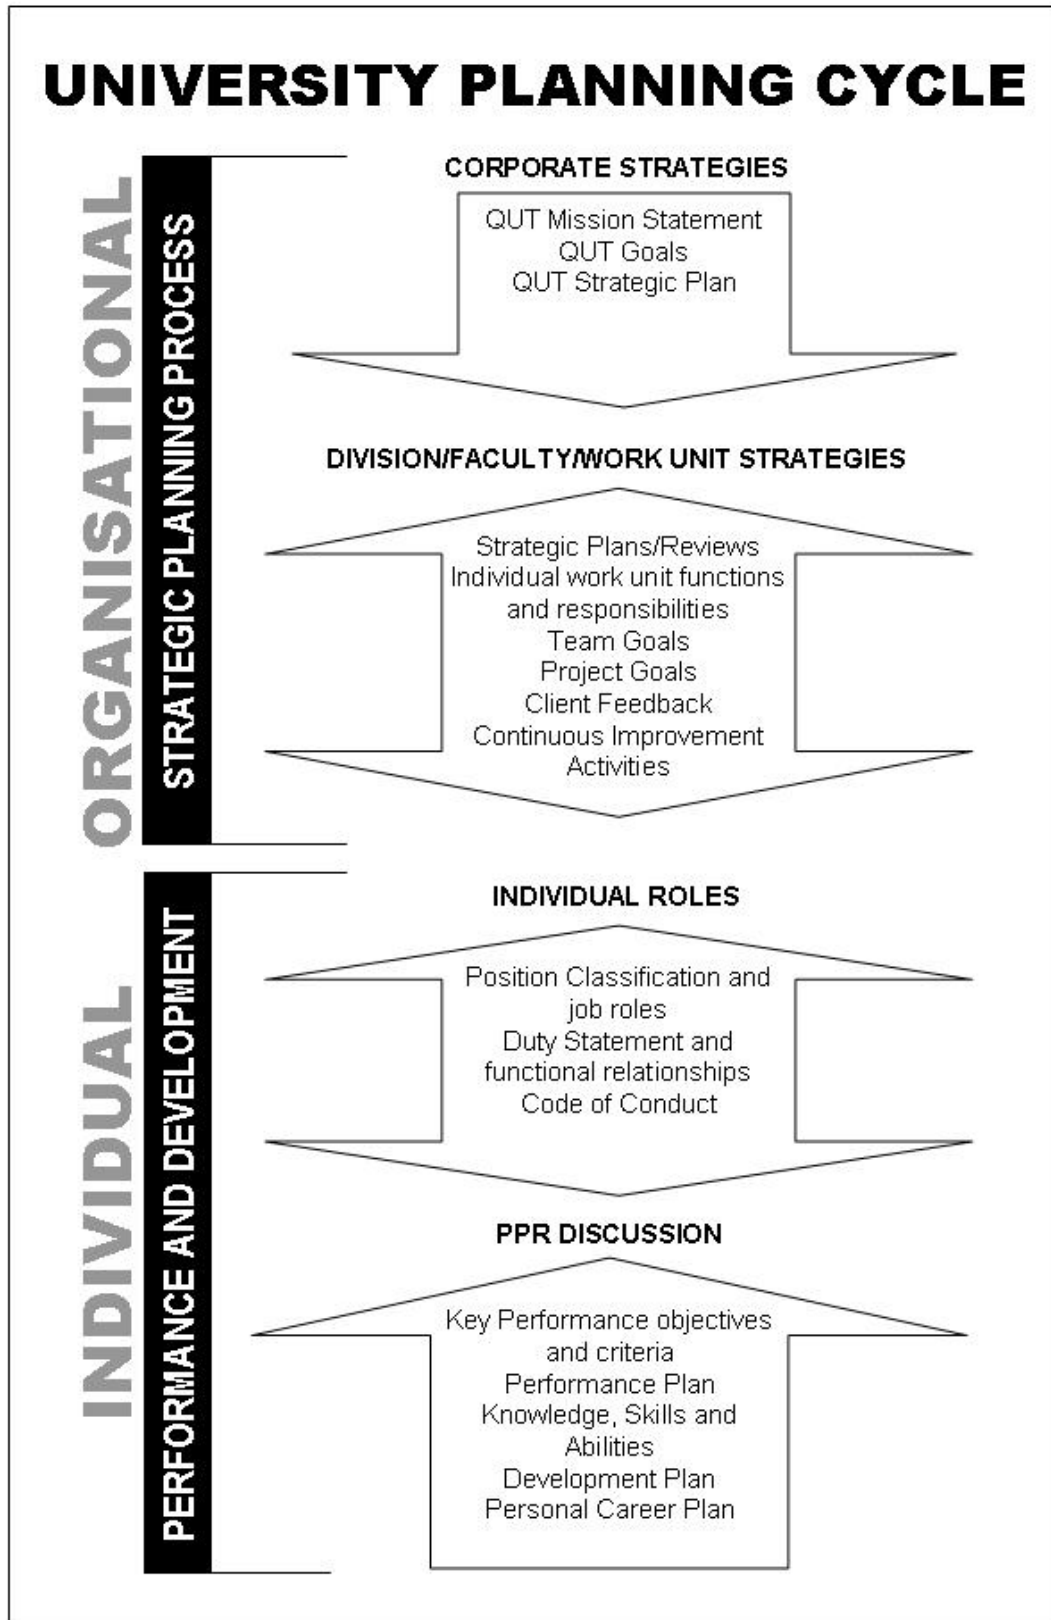 UNIVERSITY PLANNING CYCLE
ORGANISATIONAL
STRATEGIC PLANNING PROCESS
CORPORATE STRATEGIES
QUT Mission Statement
QUT Goals
QUT Strategic Plan
DIVISION/FACULTY/WORK UNIT STRATEGIES
Strategic Plans/Reviews
Individual work unit functions
and responsibilities
Team Goals
Project Goals
Client Feedback
Continuous Improvement
Activities
INDIVIDUAL
PERFORMANCE AND DEVELOPMENT
INDIVIDUAL ROLES
Position Classification and
job roles
Duty Statement and
functional relationships
Code of Conduct
PPR DISCUSSION
Key Performance objectives
and criteria
Performance Plan
Knowledge, Skills and
Abilities
Development Plan
Personal Career Plan